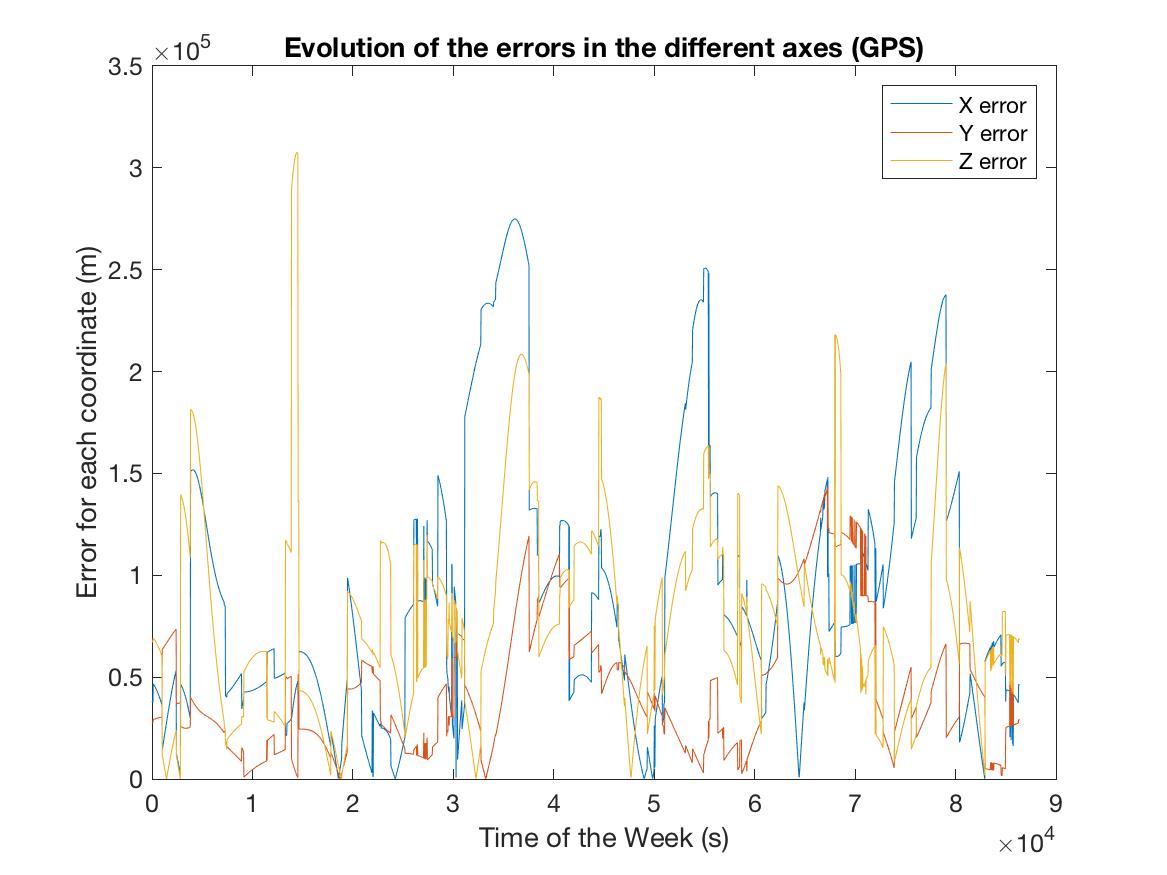 ×10^5
Evolution of the errors in the different axes (GPS)
3.5
3
2.5
2
1.5
1
0.5
0
Error for each coordinate (m)
X error
Y error
Z error
0 1 2 3 4 5 6 7 8 9
Time of the Week (s)
×10^4